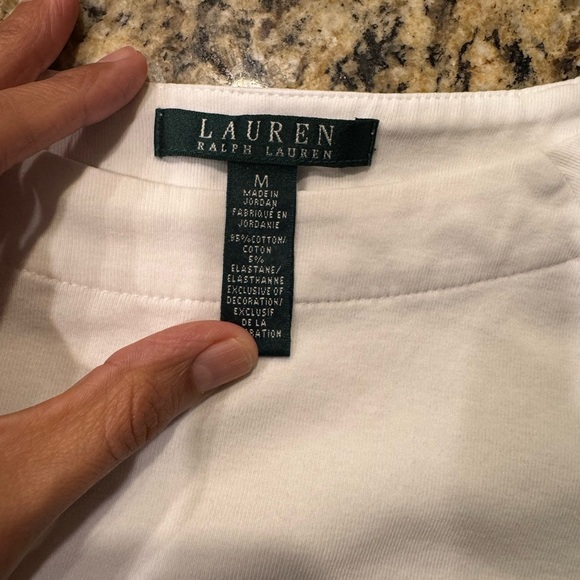 LAUREN
RALPH LAUREN
M
MADE IN
JORDAN
FABRIQUÉ EN
JORDANIE
95% COTTON/
COTON
5%
ELASTANE/
ELASTHANNE
EXCLUSIVE OF
DECORATION/
EXCLUSIF
DE LA